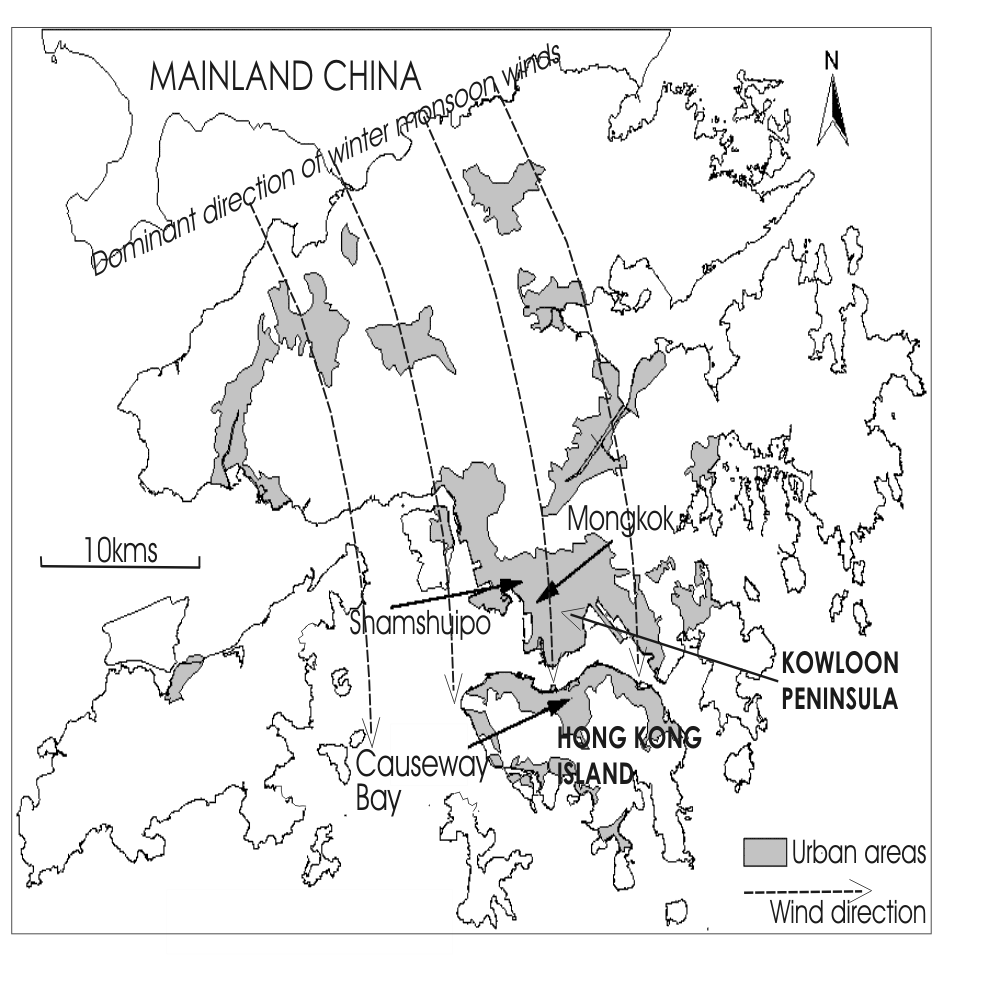 MAINLAND CHINA
N
Dominant direction of winter monsoon winds
Mongkok
10kms
Shamshuipo
KOWLOON
PENINSULA
HONG KONG
ISLAND
Causeway
Bay
Urban areas
Wind direction